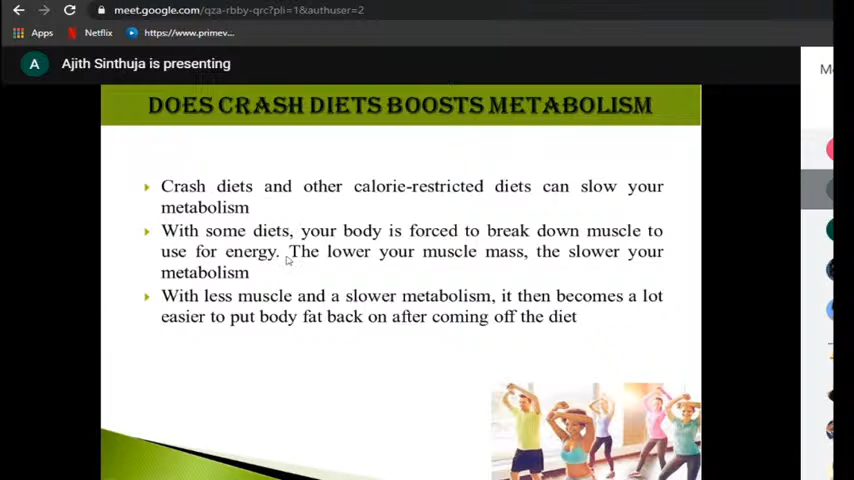 meet.google.com/qza-rbby-qrc?pli=1&authuser=2
Apps Netflix https://www.primev...
A Ajith Sinthuja is presenting
DOES CRASH DIETS BOOSTS METABOLISM
Crash diets and other calorie-restricted diets can slow your
metabolism
With some diets, your body is forced to break down muscle to
use for energy. The lower your muscle mass, the slower your
metabolism
With less muscle and a slower metabolism, it then becomes a lot
easier to put body fat back on after coming off the diet